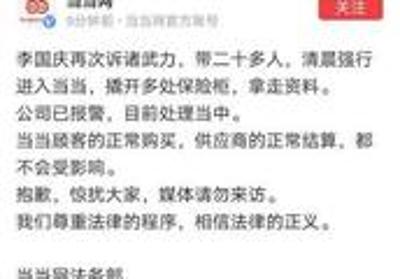 当当网
关注
9分钟前·当当网官方账号
李国庆再次诉诸武力，带二十多人，清晨强行
进入当当，撬开多处保险柜，拿走资料。
公司已报警，目前处理当中。
当当顾客的正常购买，供应商的正常结算，都
不会受影响。
抱歉，惊扰大家，媒体请勿来访。
我们尊重法律的程序，相信法律的正义。
当当网法务部